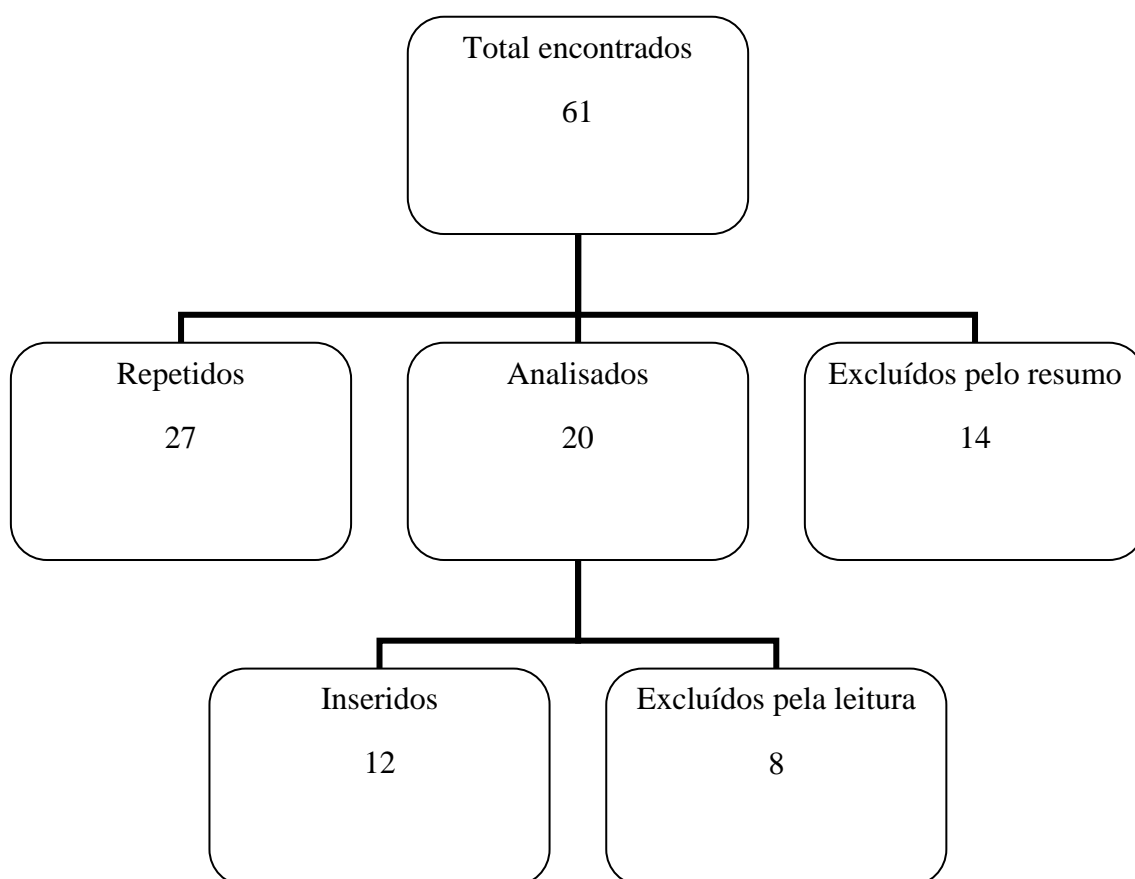 Total encontrados
61
Repetidos
27
Analisados
20
Excluídos pelo resumo
14
Inseridos
12
Excluídos pela leitura
8